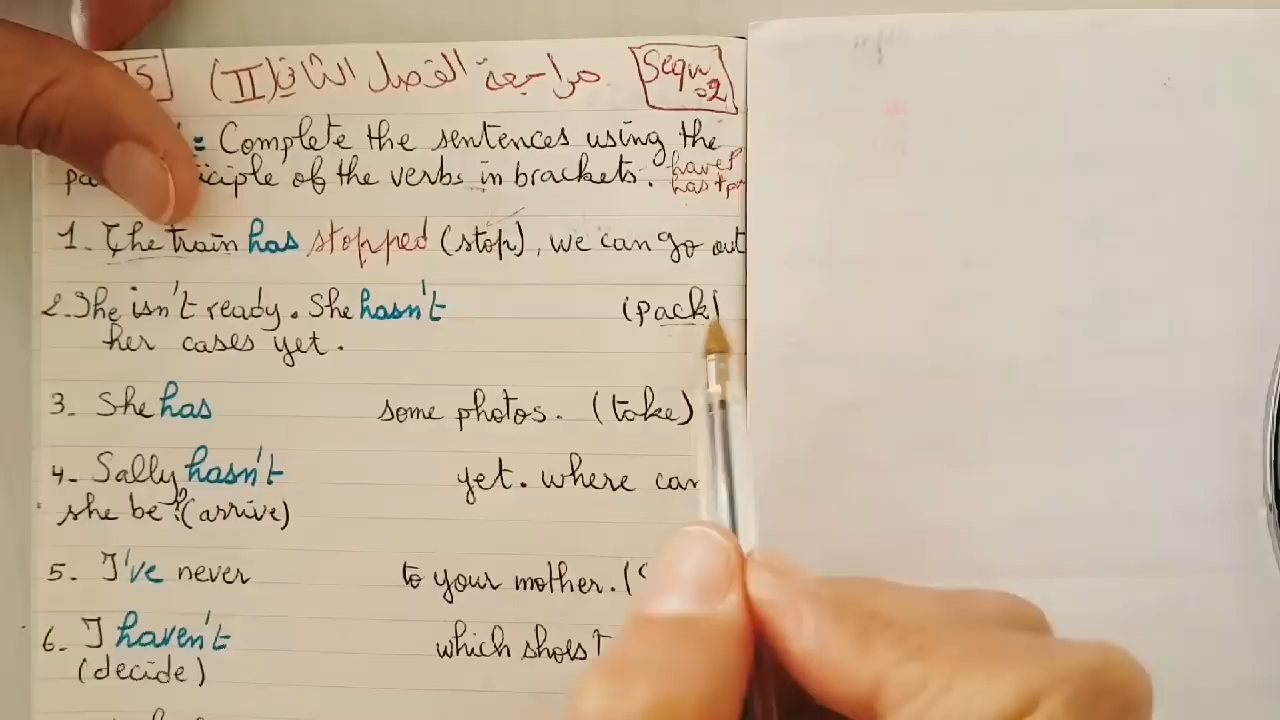 مراجعة الفصل الثاني (II) Sequ 2
= Complete the sentences using the
iciple of the verbs in brackets. have+
has+pp
1. The train has stopped (stop), we can go out
2. She isn't ready. She hasn't (pack)
her cases yet.
3. She has some photos. (take)
4. Sally hasn't yet. where can
she be? (arrive)
5. I've never to your mother. (
6. I haven't which shoes
(decide)